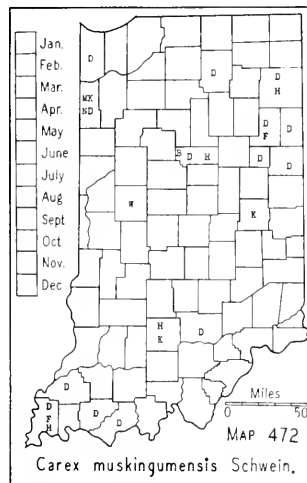 Jan.
Feb.
Mar.
Apr.
May
June
July
Aug
Sept
Oct
Nov.
Dec
D
D
D
H
MK
ND
D
F
S
D H
D
D
W
K
H
K
D
D
D
F
H
D
D
Miles
0 50
MAP 472
Carex muskingumensis Schwein.